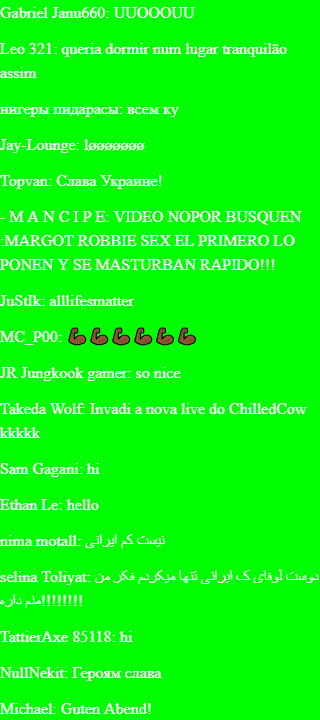 Gabriel Janu660: UUOOOUU
Leo 321: queria dormir num lugar tranquilão
assim
нигеры пидарасы: всем ку
Jay-Lounge: løøøøøøø
Topvan: Слава Украине!
- M A N C I P E: VIDEO NOPOR BUSQUEN
:MARGOT ROBBIE SEX EL PRIMERO LO
PONEN Y SE MASTURBAN RAPIDO!!!
JuStIk: alllifesmatter
MC_P00: 💪🏾💪🏾💪🏾💪🏾💪🏾💪🏾
JR Jungkook gamer: so nice
Takeda Wolf: Invadi a nova live do ChilledCow
kkkkk
Sam Gagani: hi
Ethan Le: hello
nima motall: نیست کم ایرانی
selina Toliyat: دوست لوفای ک ایرانی تنها میکردم فکر من
منم داره!!!!!!!!
TattierAxe 85118: hi
NullNekit: Героям слава
Michael: Guten Abend!